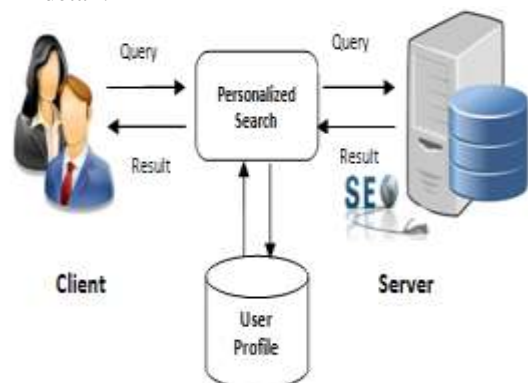 Query
Query
Personalized
Search
Result
Result
SEO
Client
Server
User
Profile